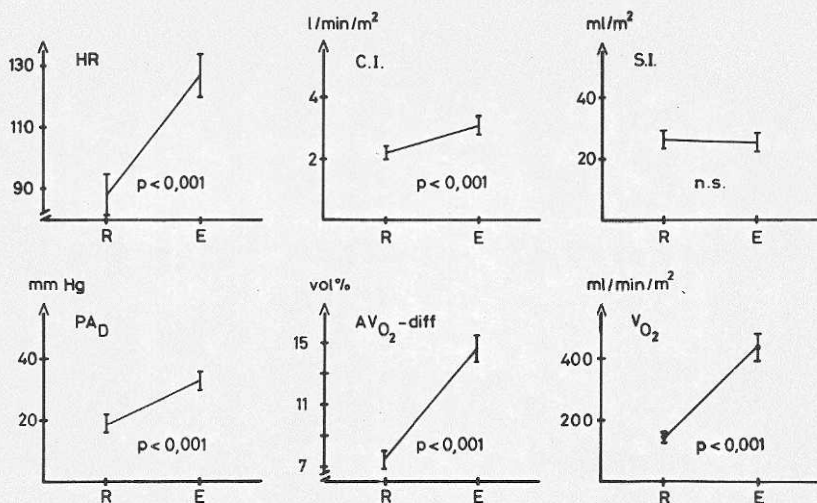 HR
130
110
90
p < 0,001
R E
l/min/m²
C.I.
4
2
p < 0,001
R E
ml/m²
S.I.
40
20
n.s.
R E
mm Hg
PA_D
40
20
p < 0,001
R E
vol%
AV_O₂-diff
15
11
7
p < 0,001
R E
ml/min/m²
V_O₂
400
200
p < 0,001
R E